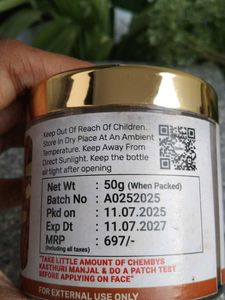 Keep Out Of Reach Of Children.
Store In Dry Place At An Ambient
Temperature. Keep Away From
Direct Sunlight. Keep the bottle
air tight after opening
Net Wt : 50g (When Packed)
Batch No : A0252025
Pkd on : 11.07.2025
Exp Dt : 11.07.2027
MRP : 697/-
(Including all taxes)
"TAKE LITTLE AMOUNT OF CHEMBYS
KASTHURI MANJAL & DO A PATCH TEST
BEFORE APPLYING ON FACE"
FOR EXTERNAL USE ONLY